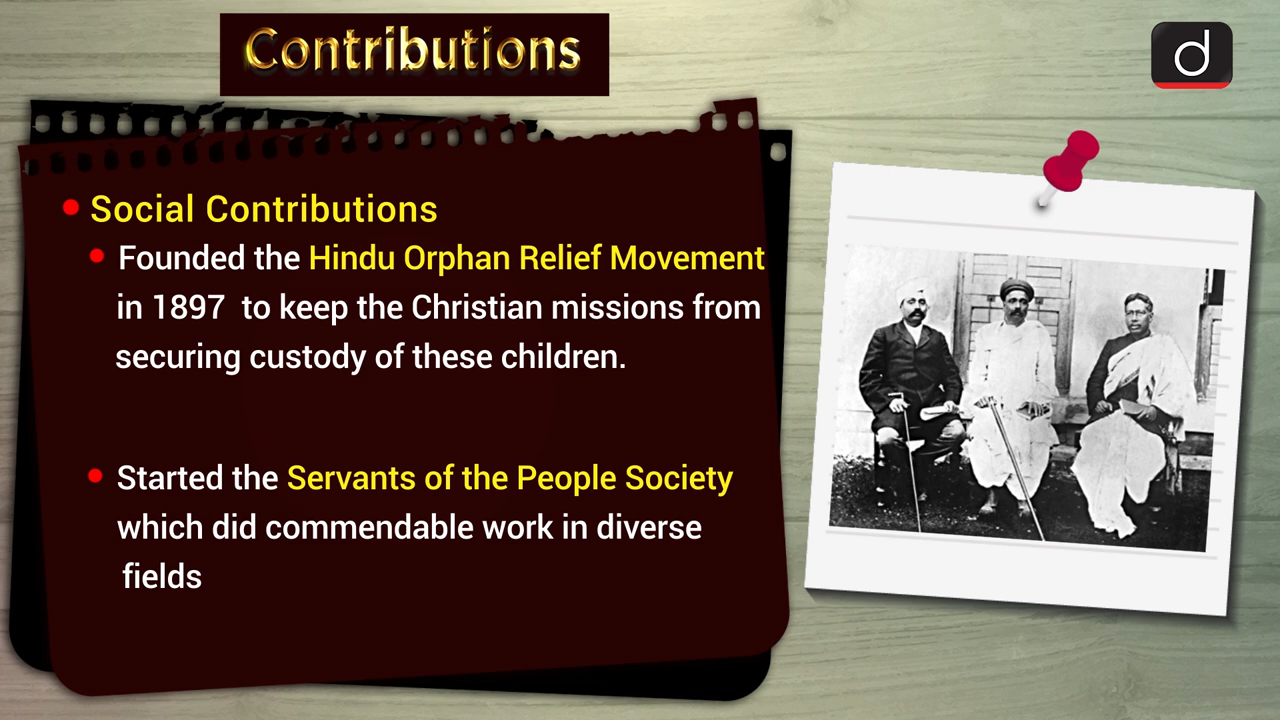 Contributions
d
Social Contributions
Founded the Hindu Orphan Relief Movement
in 1897 to keep the Christian missions from
securing custody of these children.
Started the Servants of the People Society
which did commendable work in diverse
fields